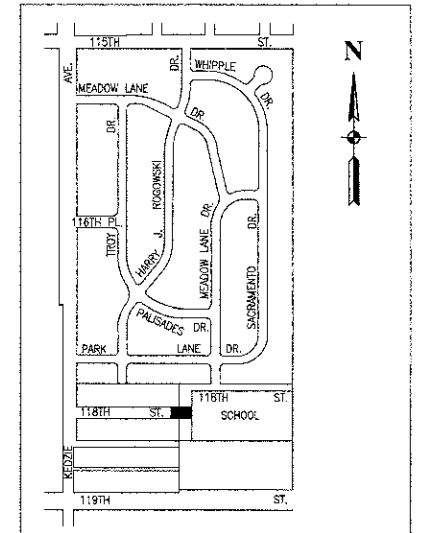 115TH ST.
N
AVE.
DR.
WHIPPLE
DR.
MEADOW LANE
DR.
DR.
HARRY J. ROGOWSKI
MEADOW LANE DR.
SACRAMENTO DR.
116TH PL.
TROY
PALISADES
DR.
PARK LANE DR.
118TH ST.
118TH ST.
SCHOOL
KEDZIE
119TH ST.